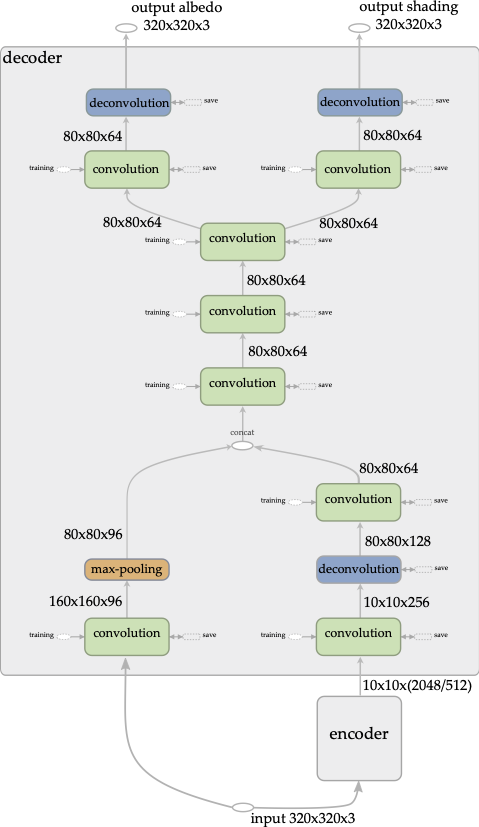 output albedo
320x320x3
output shading
320x320x3
decoder
deconvolution
save
deconvolution
save
80x80x64
80x80x64
training
convolution
save
training
convolution
save
80x80x64
80x80x64
training
convolution
save
80x80x64
training
convolution
save
80x80x64
training
convolution
save
concat
80x80x64
training
convolution
save
80x80x96
80x80x128
max-pooling
deconvolution
save
160x160x96
10x10x256
training
convolution
save
training
convolution
save
10x10x(2048/512)
encoder
input 320x320x3